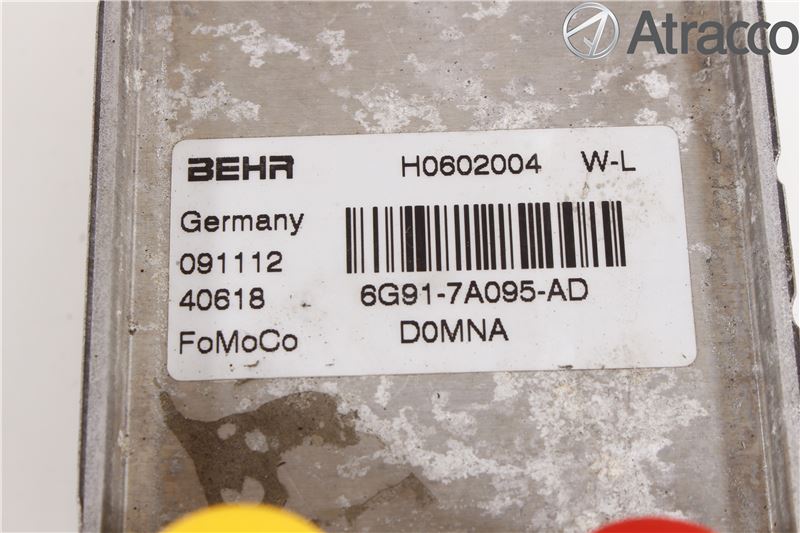 Atracco
BEHR H0602004 W-L
Germany
091112
40618 6G91-7A095-AD
FoMoCo D0MNA